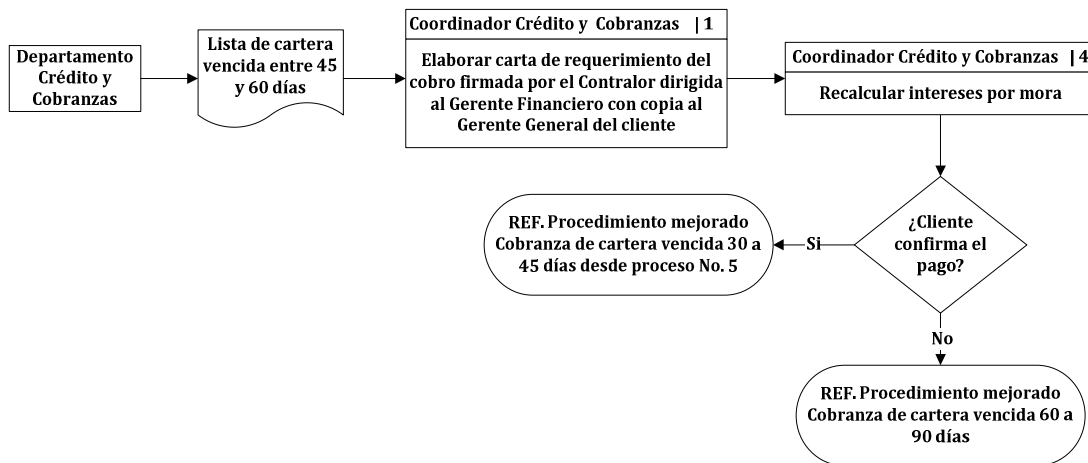 Departamento
Crédito y
Cobranzas
Lista de cartera
vencida entre 45
y 60 días
Coordinador Crédito y Cobranzas |1
Elaborar carta de requerimiento del
cobro firmada por el Contralor dirigida
al Gerente Financiero con copia al
Gerente General del cliente
Coordinador Crédito y Cobranzas |4
Recalcular intereses por mora
¿Cliente
confirma el
pago?
Si
REF. Procedimiento mejorado
Cobranza de cartera vencida 30 a
45 días desde proceso No. 5
No
REF. Procedimiento mejorado
Cobranza de cartera vencida 60 a
90 días